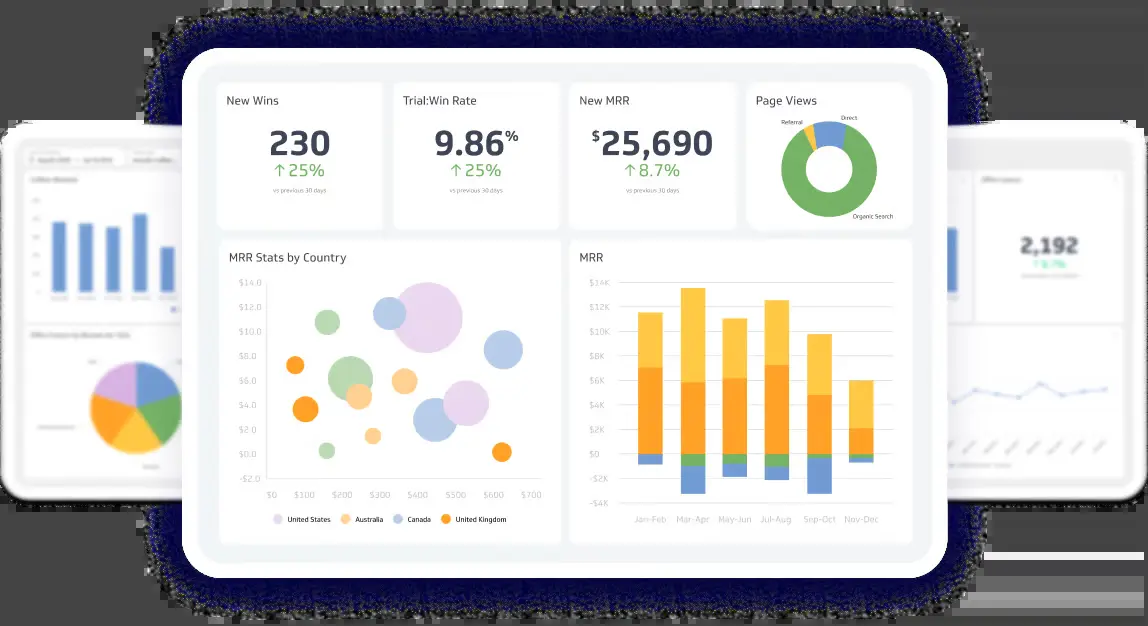 New Wins
230
↑ 25%
vs previous 30 days
Trial:Win Rate
9.86%
↑ 25%
vs previous 30 days
New MRR
$25,690
↑ 8.7%
vs previous 30 days
Page Views
Referral
Direct
Organic Search
MRR Stats by Country
$14.0
$12.0
$10.0
$8.0
$6.0
$4.0
$2.0
$0.0
-$2.0
$0 $100 $200 $300 $400 $500 $600 $700
United States Australia Canada United Kingdom
MRR
$14K
$12K
$10K
$8K
$6K
$4K
$2K
$0
-$2K
-$4K
Jan-Feb Mar-Apr May-Jun Jul-Aug Sep-Oct Nov-Dec
2,192